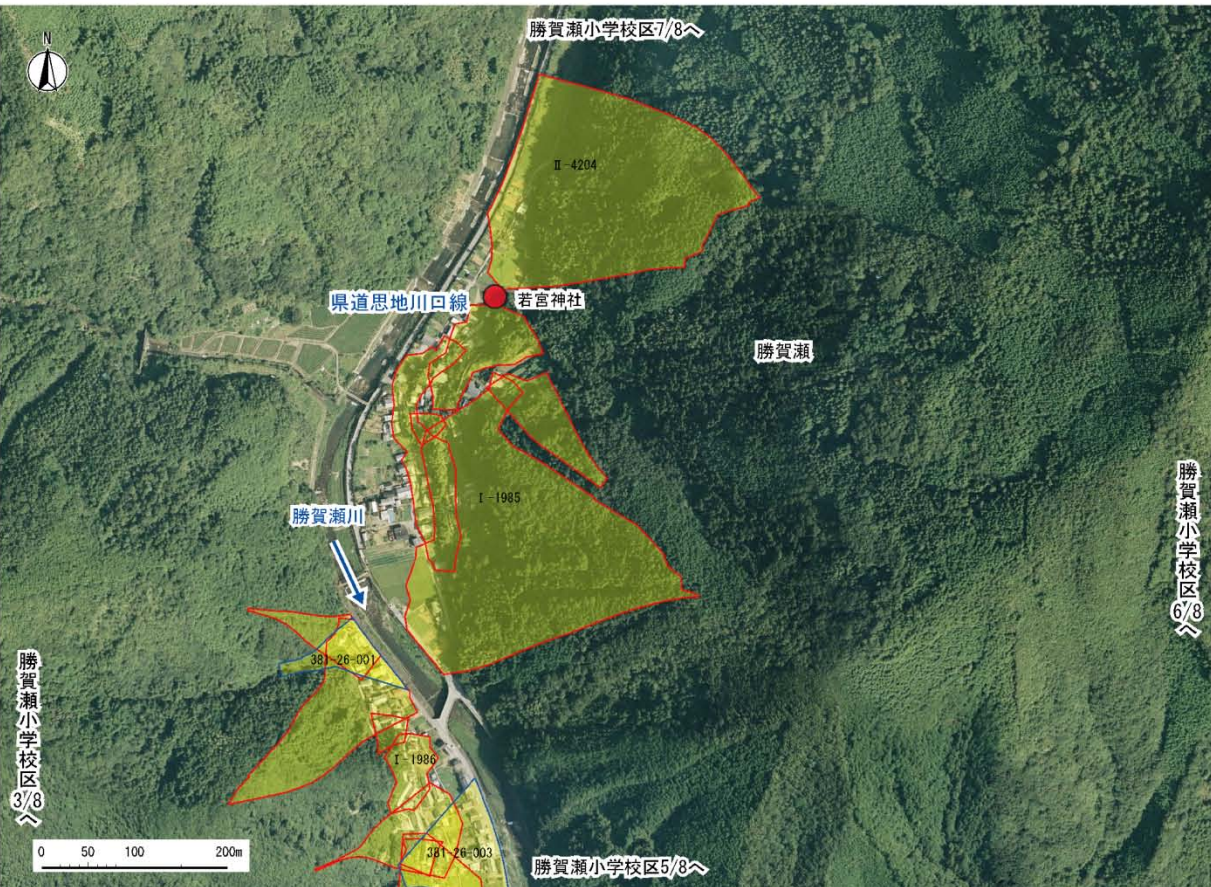 勝賀瀬小学校区7/8へ
N
Ⅱ-4204
県道思地川口線
若宮神社
勝賀瀬
Ⅰ-1985
勝賀瀬小学校区6/8へ
勝賀瀬川
381-26-001
勝賀瀬小学校区3/8へ
Ⅰ-1986
381-26-003
0 50 100 200m
勝賀瀬小学校区5/8へ